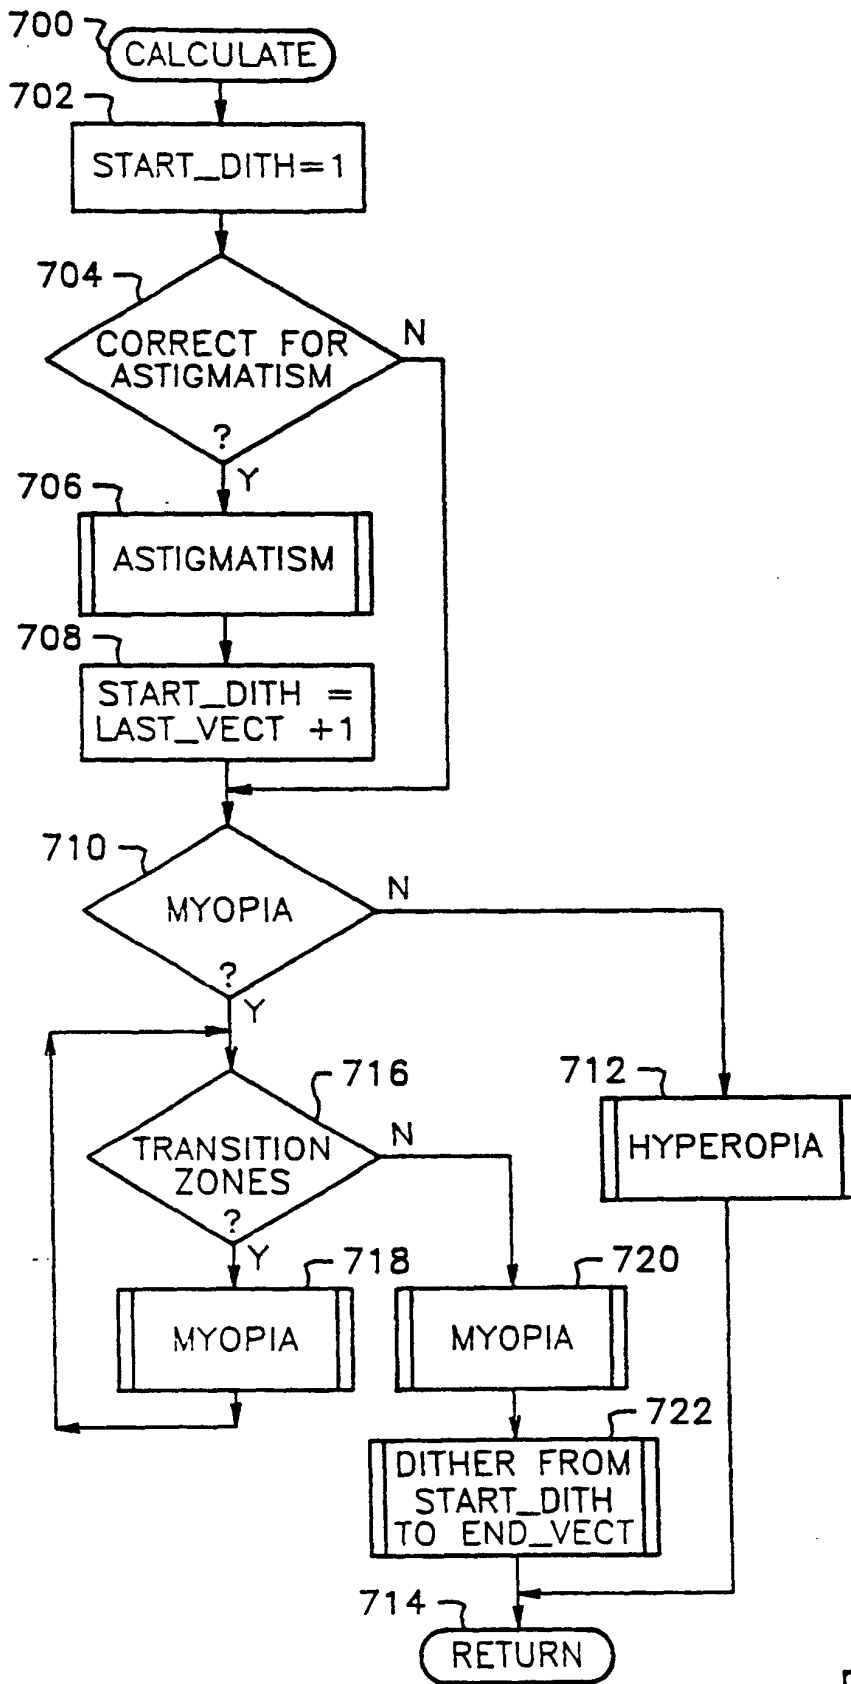 700
CALCULATE
702
START_DITH=1
704
CORRECT FOR
ASTIGMATISM
?
N
Y
706
ASTIGMATISM
708
START_DITH =
LAST_VECT +1
710
MYOPIA
?
N
Y
716
TRANSITION
ZONES
?
N
Y
712
HYPEROPIA
718
MYOPIA
720
MYOPIA
722
DITHER FROM
START_DITH
TO END_VECT
714
RETURN